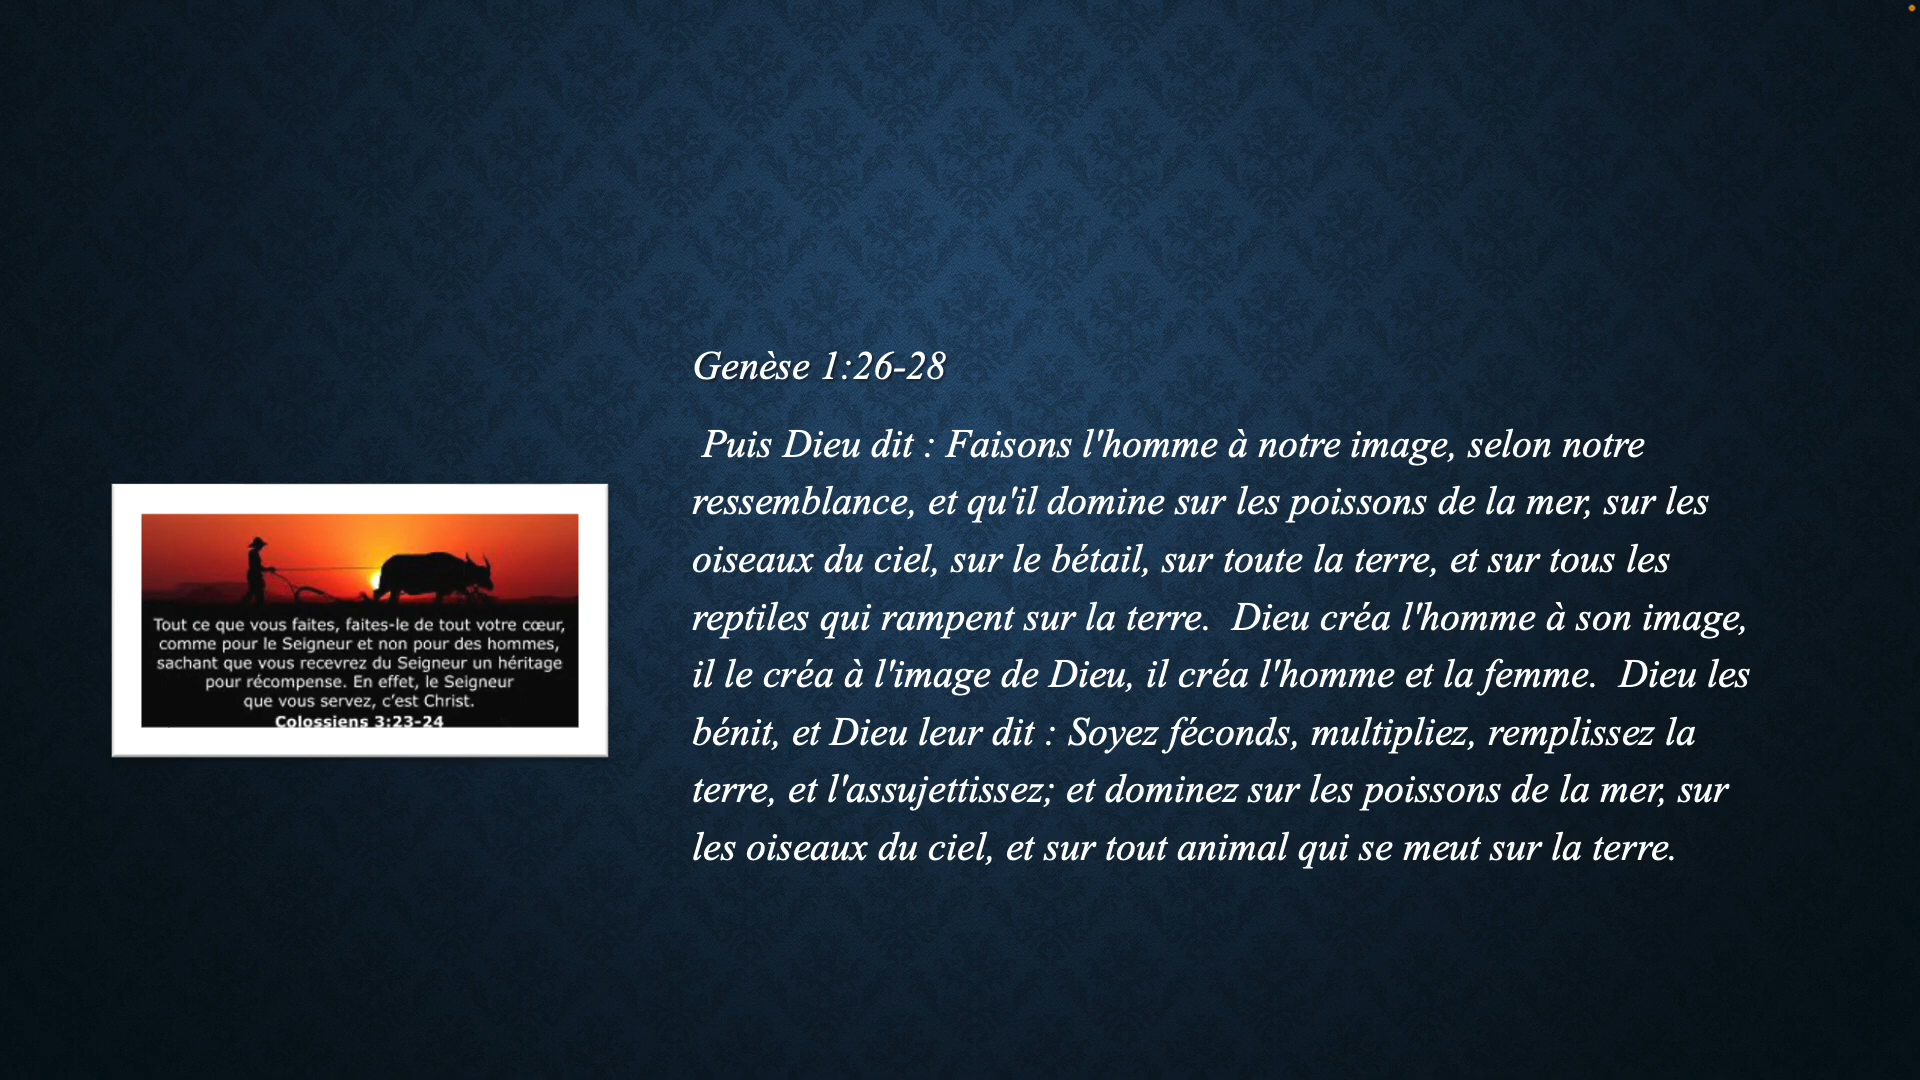 Genèse 1:26-28
Puis Dieu dit : Faisons l'homme à notre image, selon notre
ressemblance, et qu'il domine sur les poissons de la mer, sur les
oiseaux du ciel, sur le bétail, sur toute la terre, et sur tous les
reptiles qui rampent sur la terre.  Dieu créa l'homme à son image,
il le créa à l'image de Dieu, il créa l'homme et la femme.  Dieu les
bénit, et Dieu leur dit : Soyez féconds, multipliez, remplissez la
terre, et l'assujettissez; et dominez sur les poissons de la mer, sur
les oiseaux du ciel, et sur tout animal qui se meut sur la terre.
Tout ce que vous faites, faites-le de tout votre cœur,
comme pour le Seigneur et non pour des hommes,
sachant que vous recevrez du Seigneur un héritage
pour récompense. En effet, le Seigneur
que vous servez, c’est Christ.
Colossiens 3:23-24